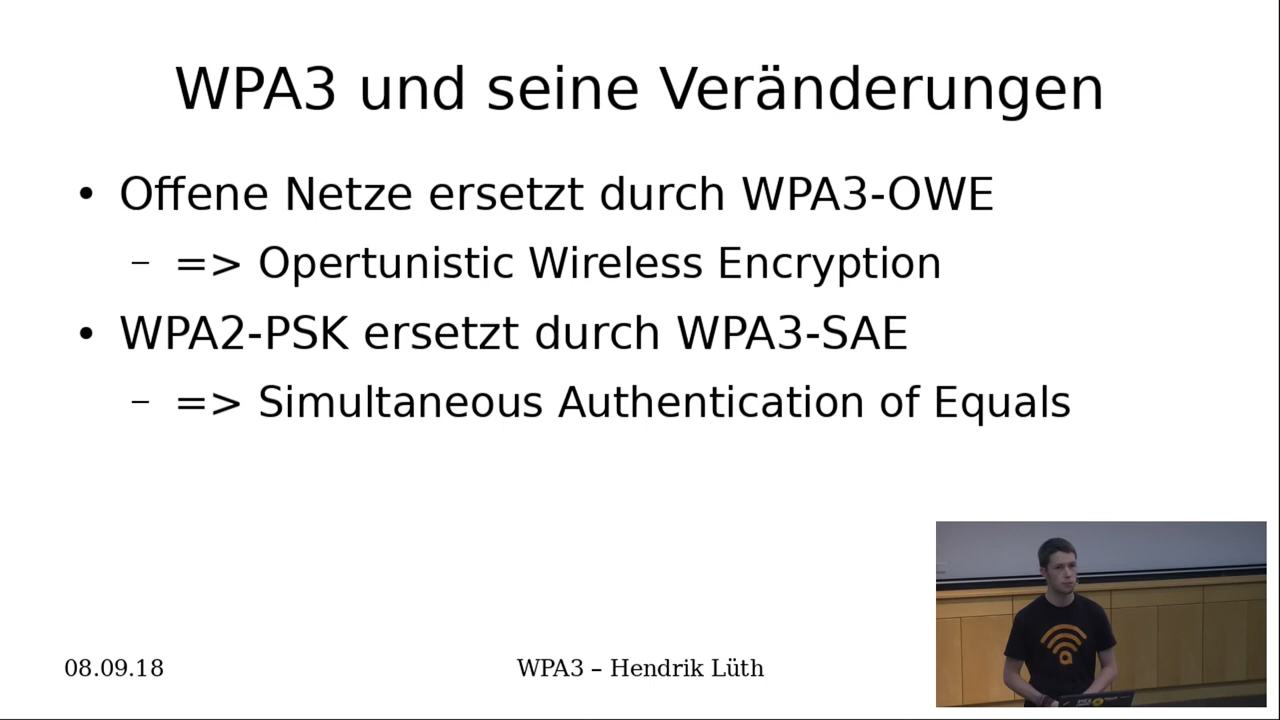 WPA3 und seine Veränderungen
• Offene Netze ersetzt durch WPA3-OWE
– => Opertunistic Wireless Encryption
• WPA2-PSK ersetzt durch WPA3-SAE
– => Simultaneous Authentication of Equals
08.09.18
WPA3 – Hendrik Lüth